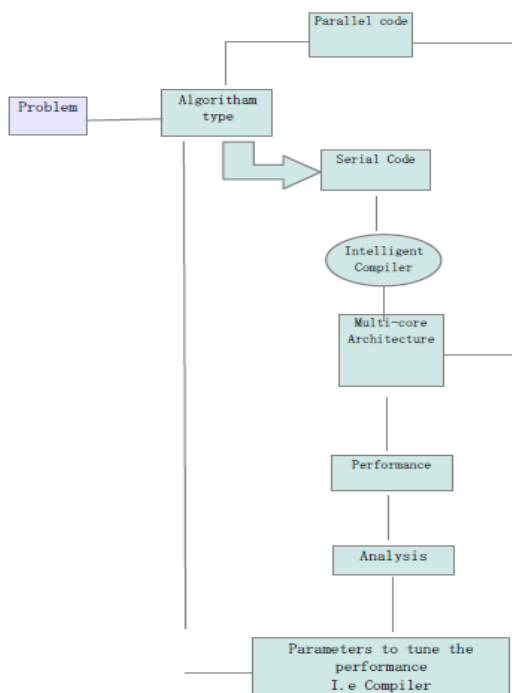 Parallel code
Problem
Algoritham
type
Serial Code
Intelligent
Compiler
Multi-core
Architecture
Performance
Analysis
Parameters to tune the
performance
I.e Compiler